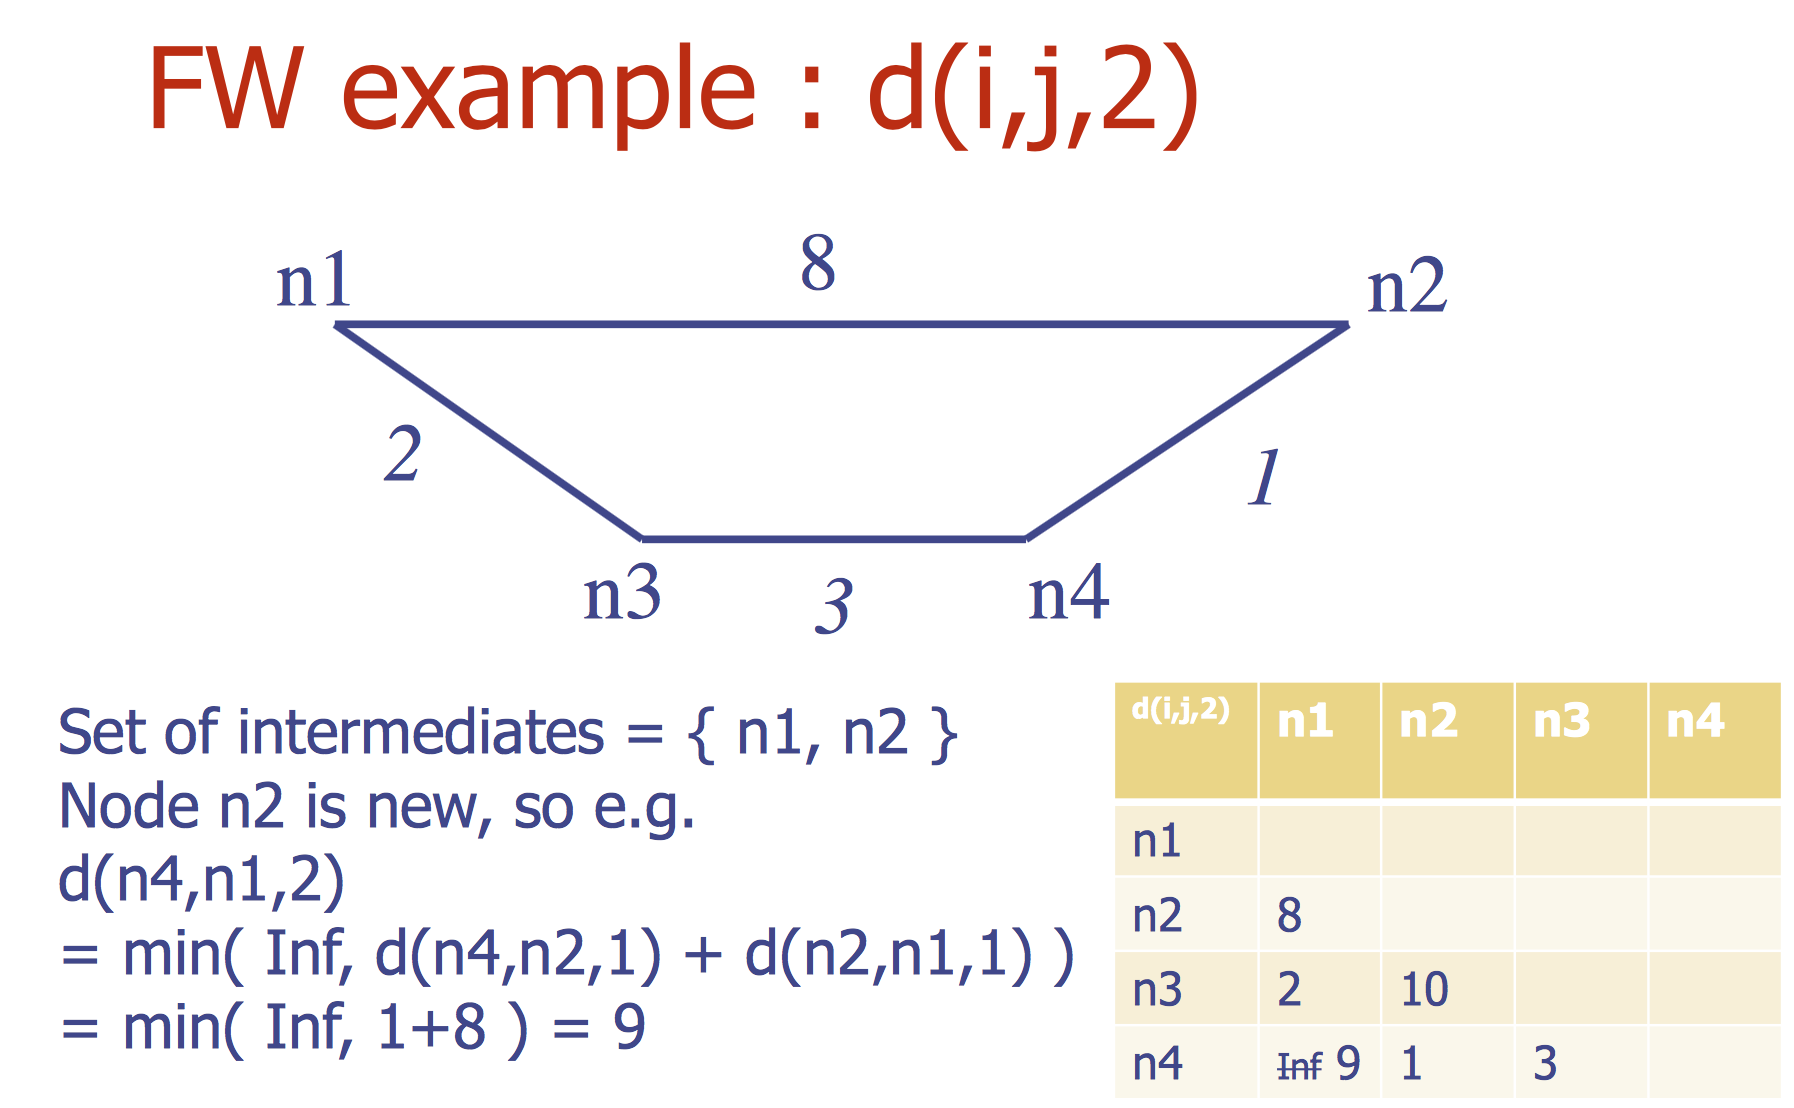 FW example : d(i,j,2)
8
n1
n2
2
1
n3
3
n4
Set of intermediates = { n1, n2 }
Node n2 is new, so e.g.
d(n4,n1,2)
= min( Inf, d(n4,n2,1) + d(n2,n1,1) )
= min( Inf, 1+8 ) = 9
d(i,j,2) n1 n2 n3 n4
n1
n2 8
n3 2 10
n4 Inf 9 1 3